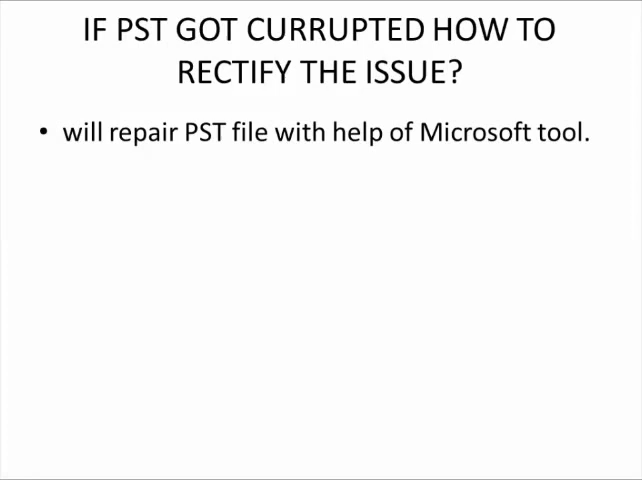 IF PST GOT CURRUPTED HOW TO
RECTIFY THE ISSUE?
• will repair PST file with help of Microsoft tool.